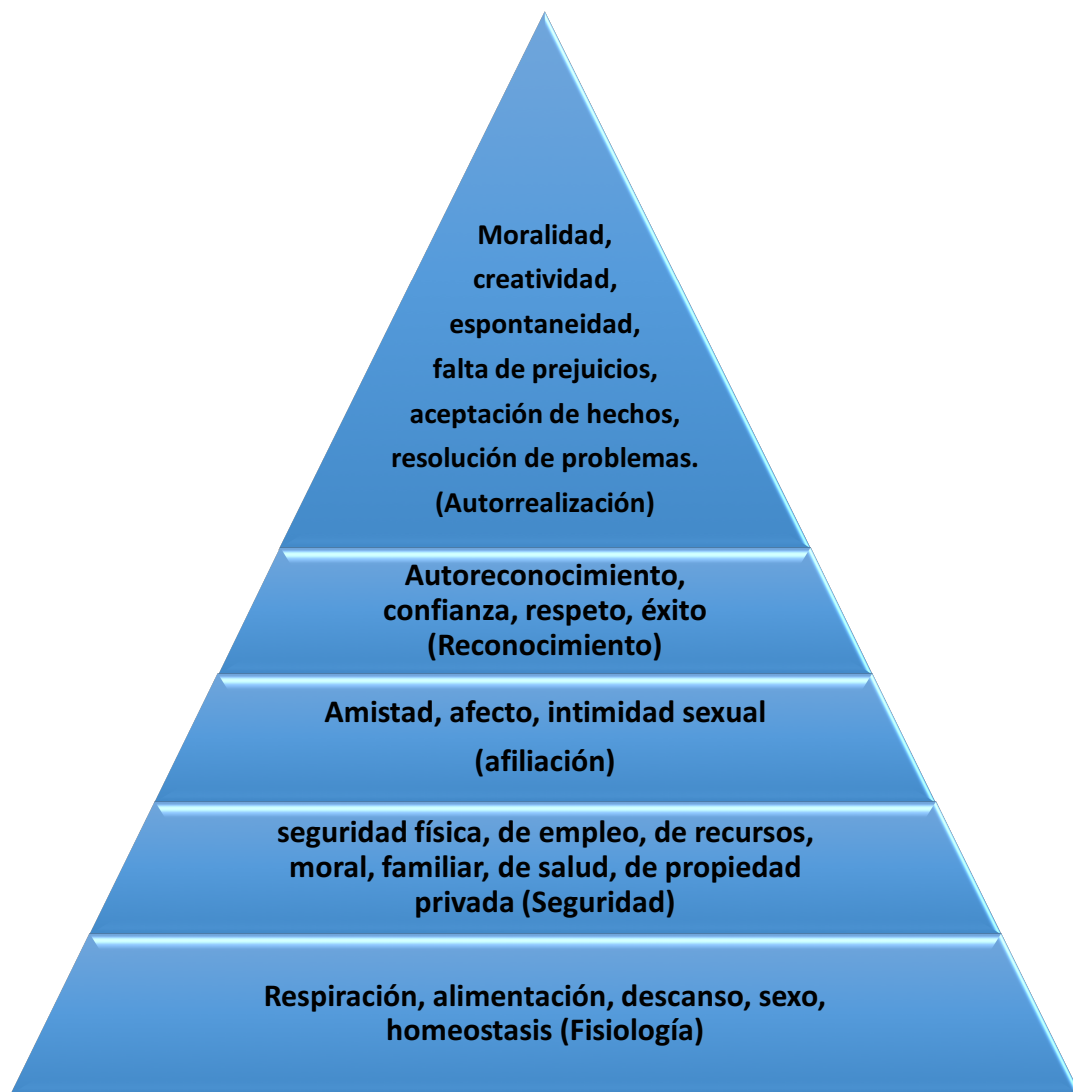 Moralidad,
creatividad,
espontaneidad,
falta de prejuicios,
aceptación de hechos,
resolución de problemas.
(Autorrealización)
Autoreconocimiento,
confianza, respeto, éxito
(Reconocimiento)
Amistad, afecto, intimidad sexual
(afiliación)
seguridad física, de empleo, de recursos,
moral, familiar, de salud, de propiedad
privada (Seguridad)
Respiración, alimentación, descanso, sexo,
homeostasis (Fisiología)